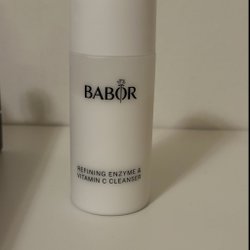 BABOR
REFINING ENZYME &
VITAMIN C CLEANSER